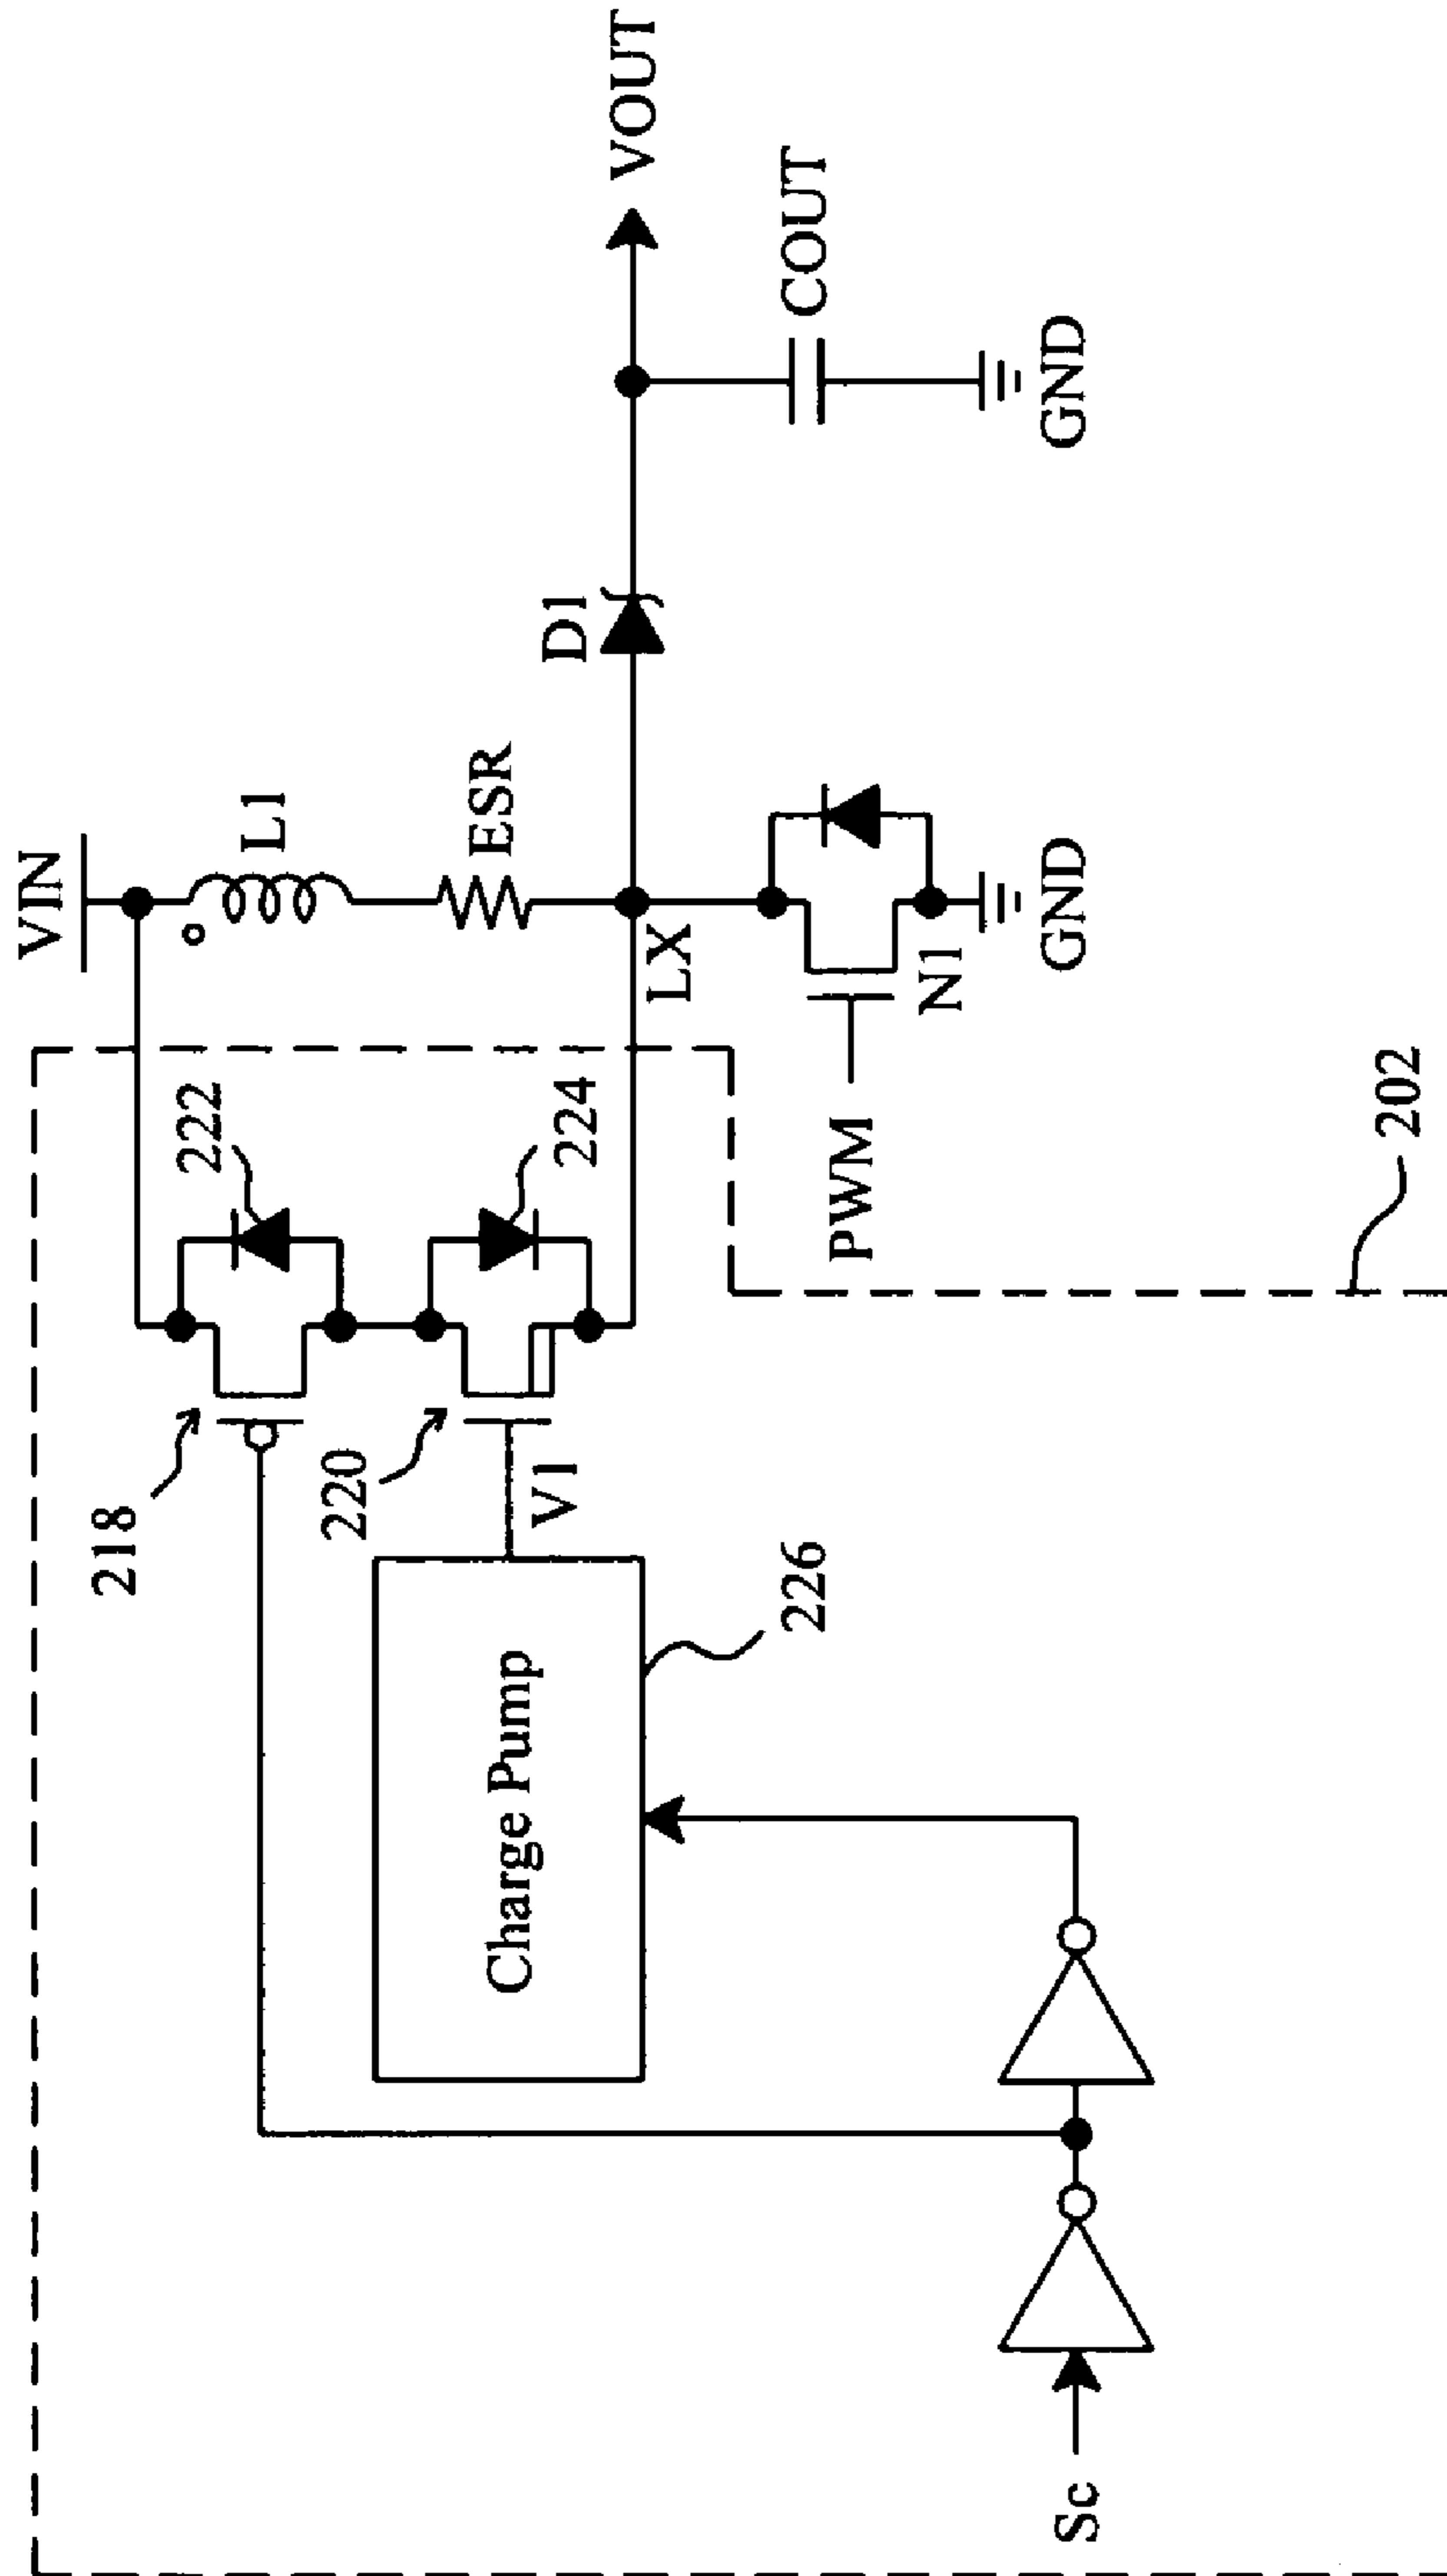 VIN
L1
ESR
LX
D1
VOUT
COUT
GND
N1
GND
PWM
222
224
218
220
V1
Charge Pump
226
Sc
202